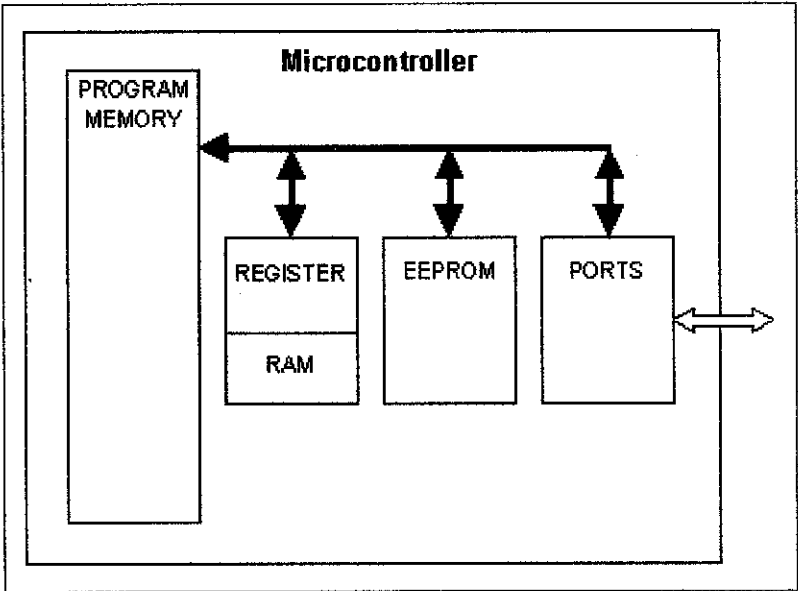 Microcontroller
PROGRAM
MEMORY
REGISTER
EEPROM
PORTS
RAM